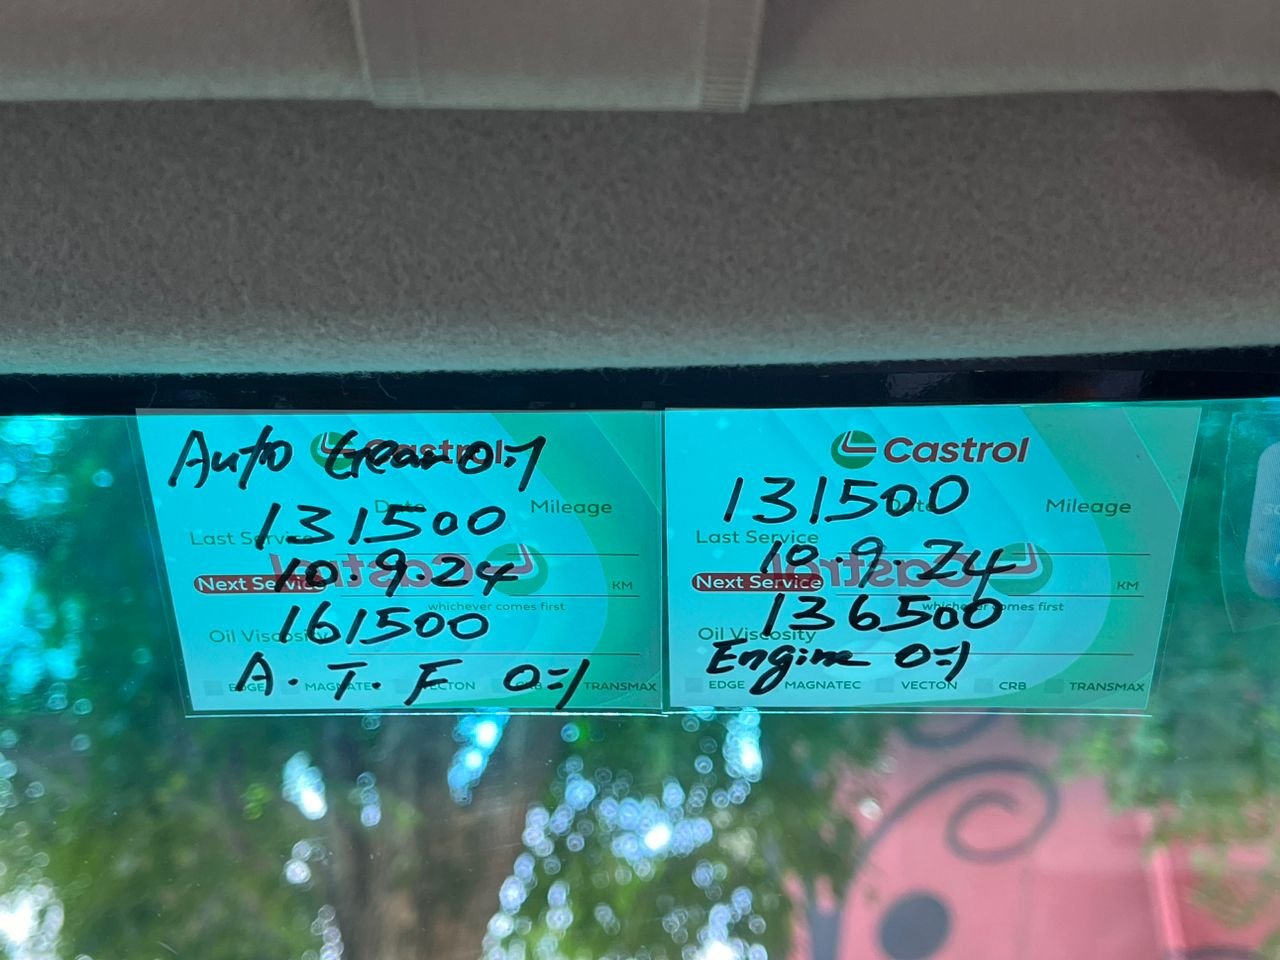 Auto Gear oil
Castrol
Date Mileage
131500
Last Service
10.9.24
Next Service KM
whichever comes first
161500
Oil Viscosity
A.T.F Oil
EDGE MAGNATEC VECTON CRB TRANSMAX
Castrol
131500
Date Mileage
Last Service
10.9.24
Next Service KM
whichever comes first
136500
Oil Viscosity
Engine Oil
EDGE MAGNATEC VECTON CRB TRANSMAX